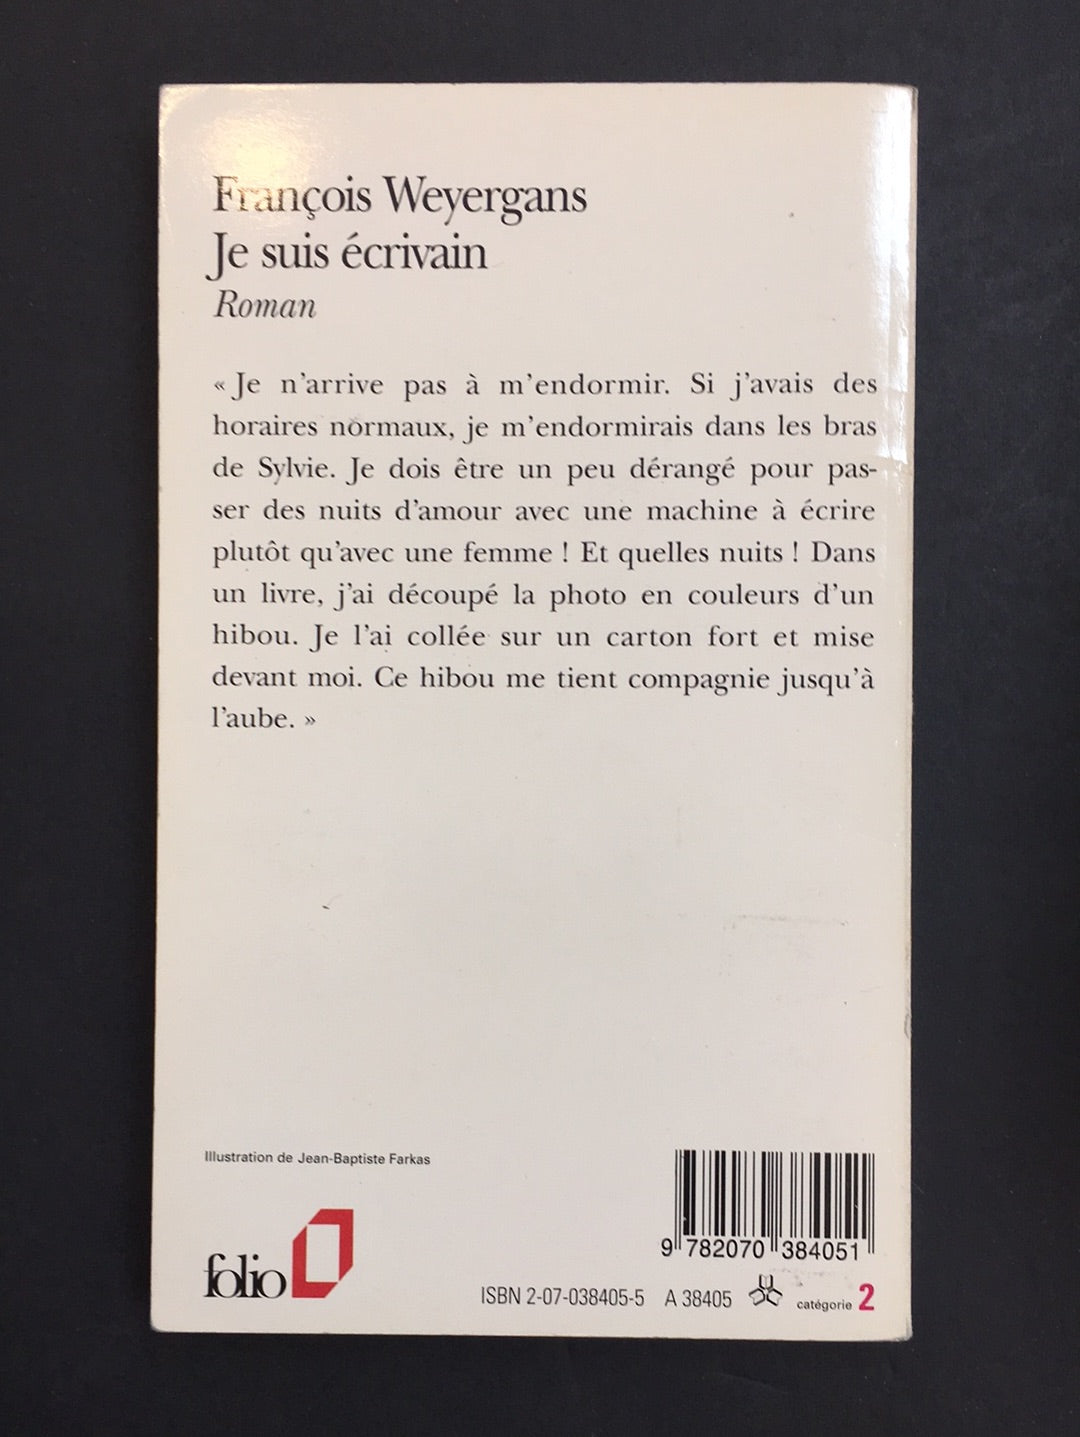 François Weyergans
Je suis écrivain
Roman
« Je n'arrive pas à m'endormir. Si j'avais des
horaires normaux, je m'endormirais dans les bras
de Sylvie. Je dois être un peu dérangé pour pas-
ser des nuits d'amour avec une machine à écrire
plutôt qu'avec une femme ! Et quelles nuits ! Dans
un livre, j'ai découpé la photo en couleurs d'un
hibou. Je l'ai collée sur un carton fort et mise
devant moi. Ce hibou me tient compagnie jusqu'à
l'aube. »
Illustration de Jean-Baptiste Farkas
folio
9 782070 384051
ISBN 2-07-038405-5 A 38405 catégorie 2